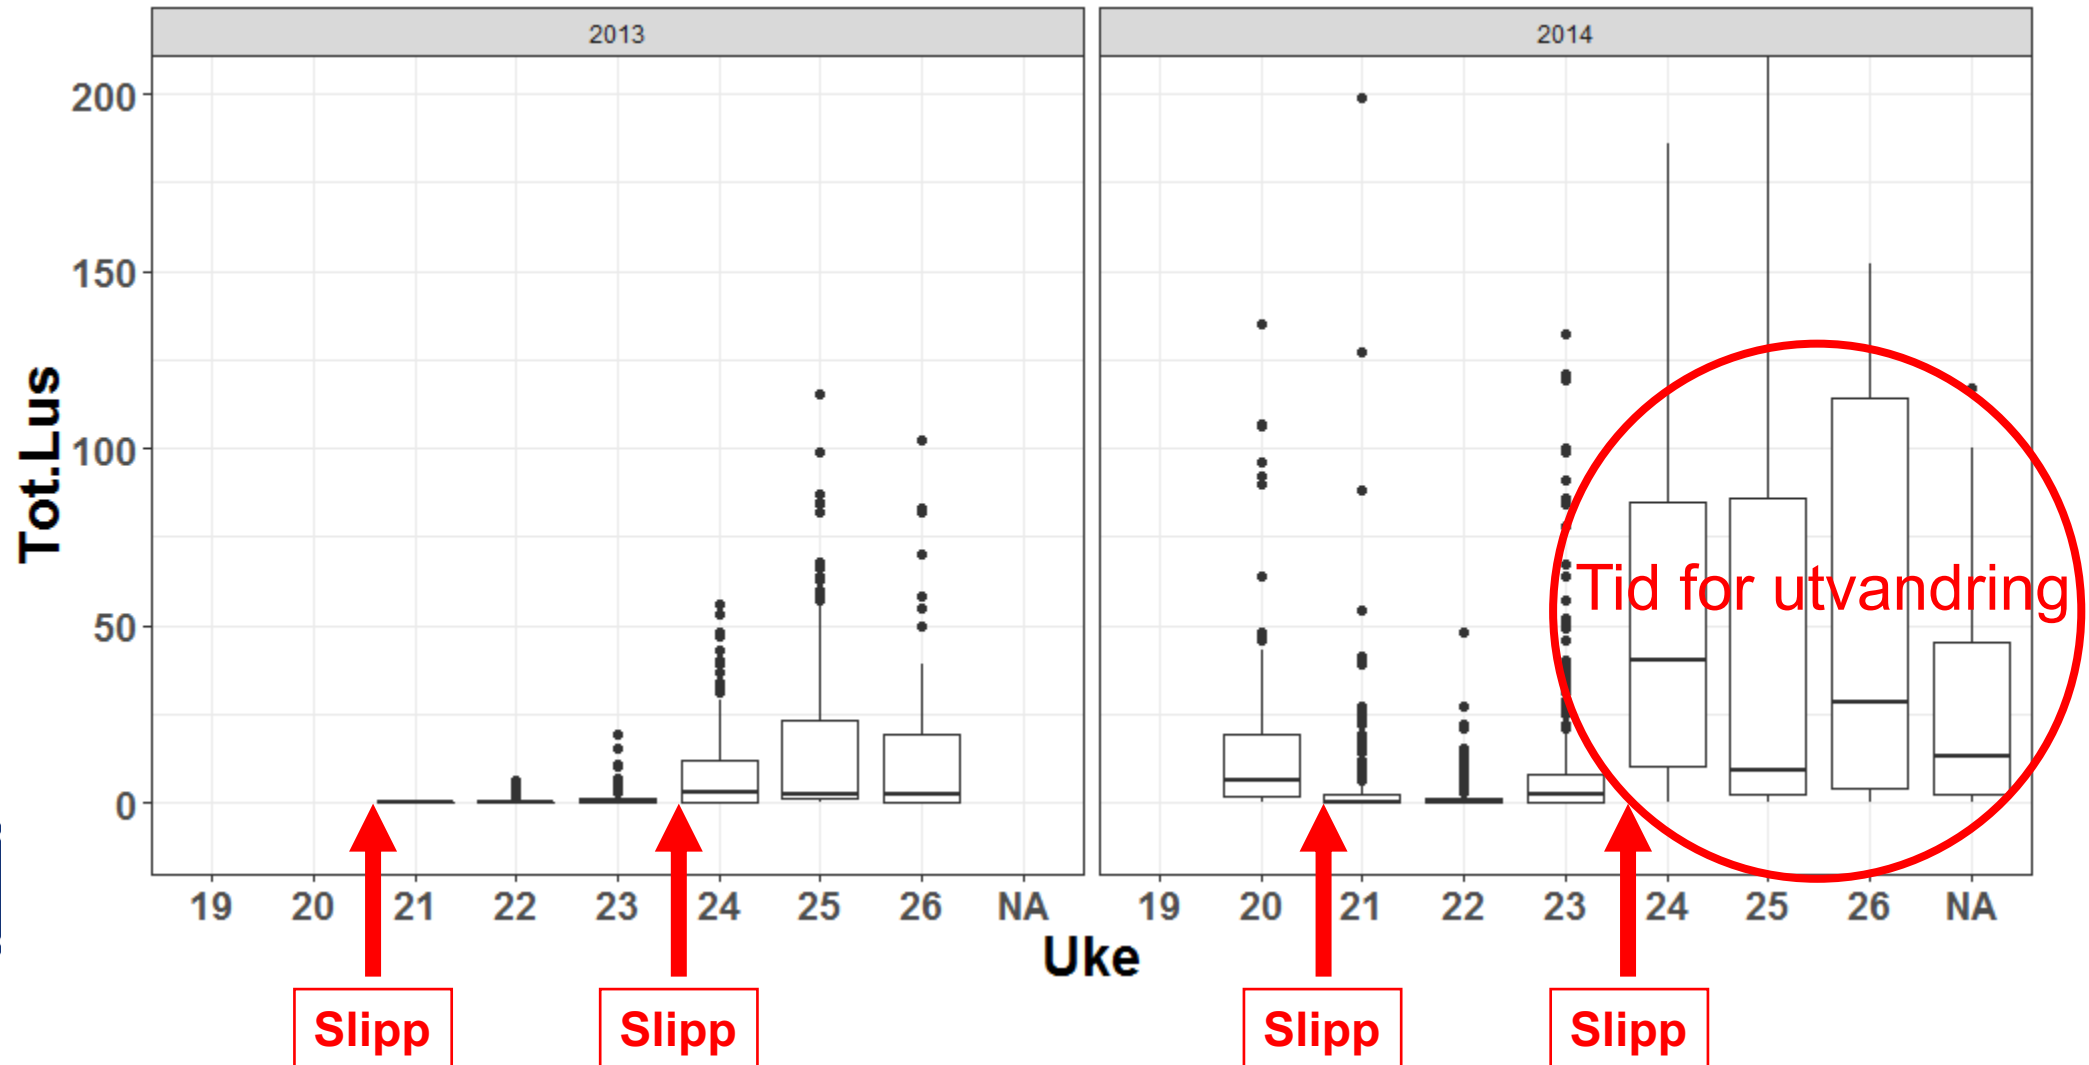 2013 2014
200
150
100
50
0
Tot.Lus
Tid for utvandring
19 20 21 22 23 24 25 26 NA 19 20 21 22 23 24 25 26 NA
Uke
Slipp Slipp Slipp Slipp